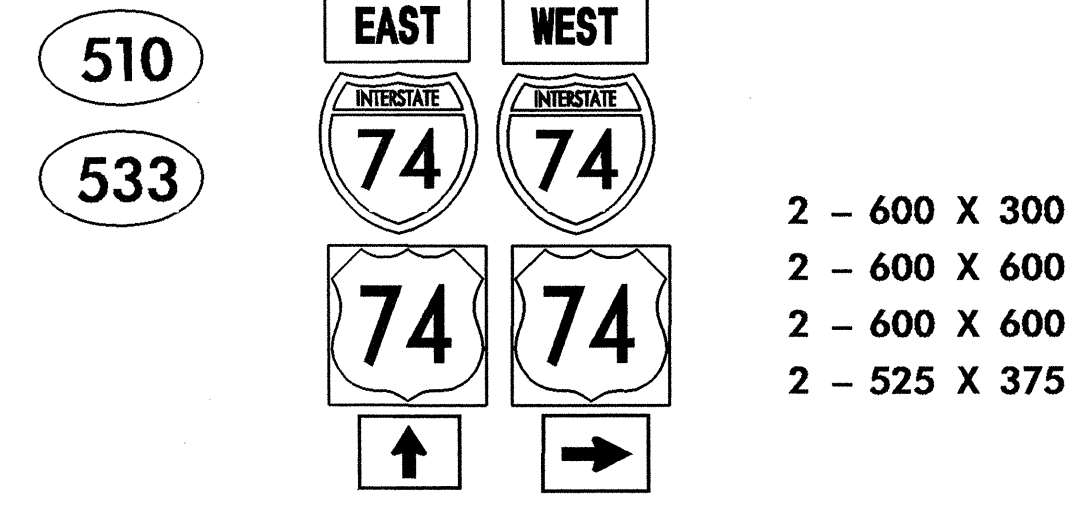 510
533
EAST WEST
INTERSTATE INTERSTATE
74 74
74 74
2 – 600 X 300
2 – 600 X 600
2 – 600 X 600
2 – 525 X 375